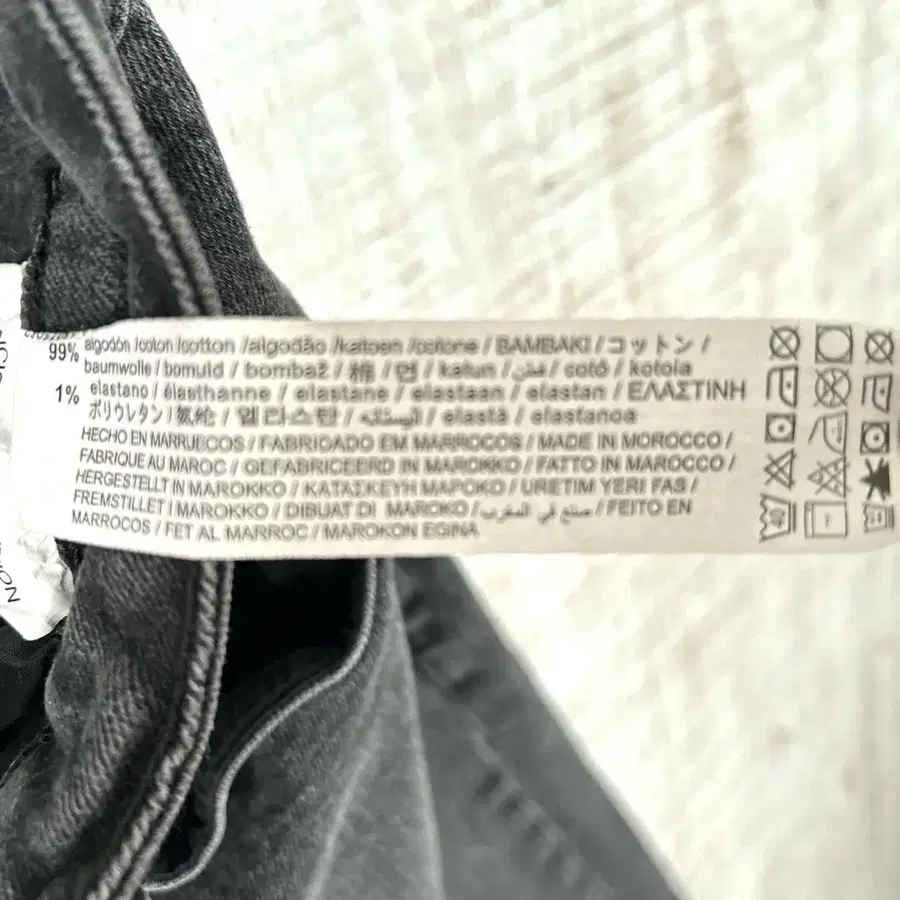 99% algodón /coton /cotton /algodão /katoen /cotone / BAMBAKI / コットン /
baumwolle / bomuld / bombaž / 棉 / 면 / katun / قطن / cotó / kotoia
1% elastano / élasthanne / elastane / elastaan / elastan / ΕΛΑΣΤΙΝΗ
ポリウレタン / 氨纶 / 엘라스탄 / اليستان / elastà / elastanoa
HECHO EN MARRUECOS / FABRICADO EM MARROCOS / MADE IN MOROCCO /
FABRIQUE AU MAROC / GEFABRICEERD IN MAROKKO / FATTO IN MAROCCO /
HERGESTELLT IN MAROKKO / ΚΑΤΑΣΚΕΥΗ ΜΑΡΟΚΟ / URETIM YERI FAS /
FREMSTILLET I MAROKKO / DIBUAT DI MAROKO / صنع في المغرب / FEITO EN
MARROCOS / FET AL MARROC / MAROKON EGINA
40